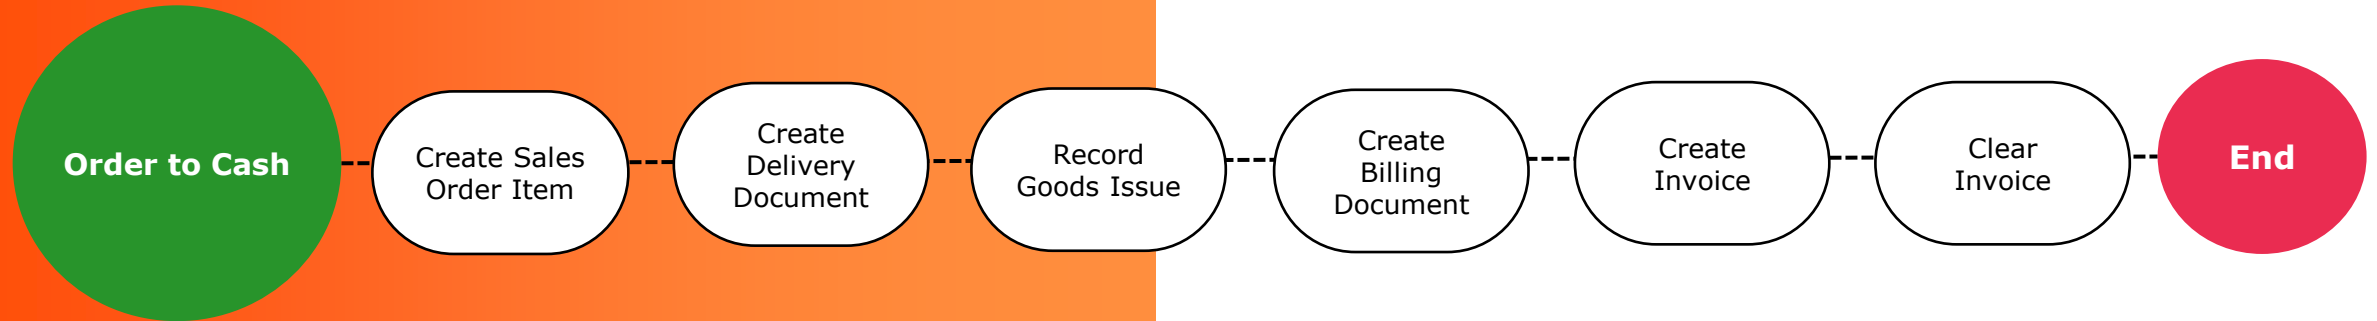 Order to Cash
Create Sales
Order Item
Create
Delivery
Document
Record
Goods Issue
Create
Billing
Document
Create
Invoice
Clear
Invoice
End